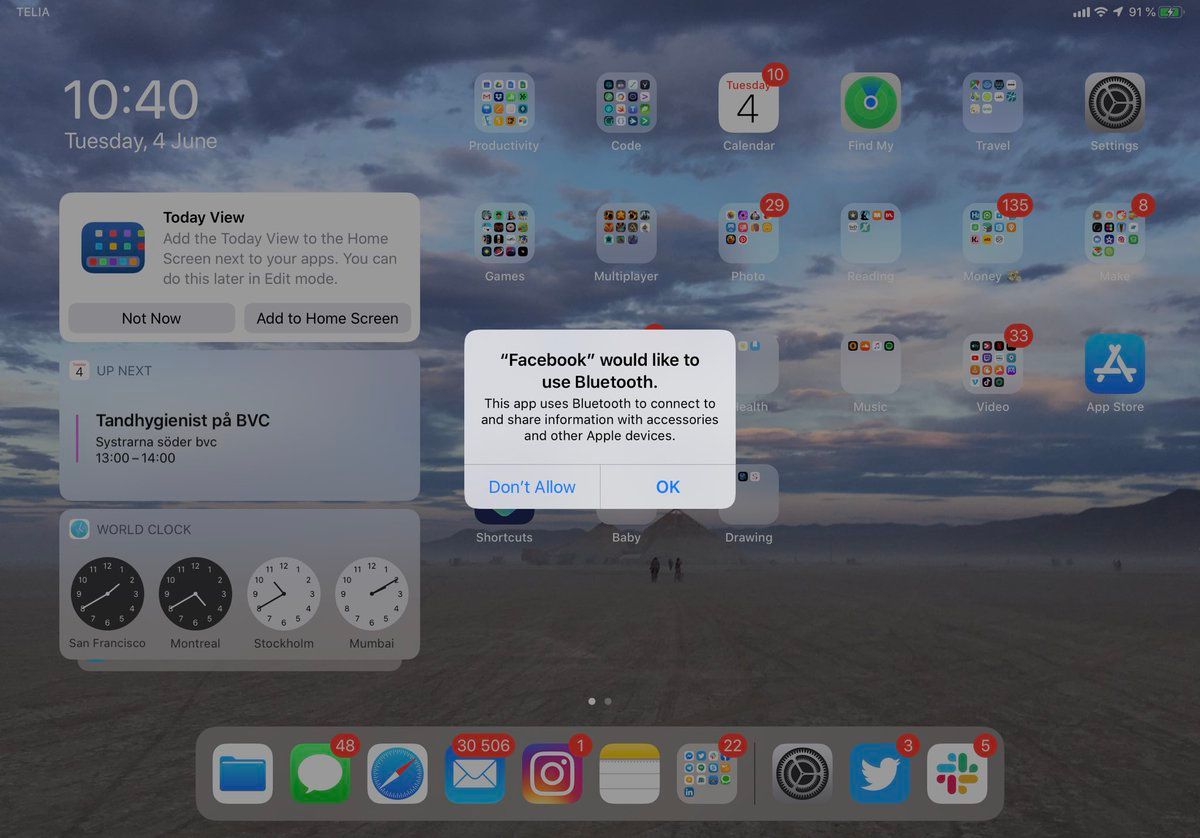 TELIA
91 %
10:40
Tuesday, 4 June
Productivity
Code
10
Tuesday
4
Calendar
Find My
Travel
Settings
Today View
Add the Today View to the Home
Screen next to your apps. You can
do this later in Edit mode.
Not Now
Add to Home Screen
Games
Multiplayer
29
Photo
Reading
135
Money
8
Make
4
UP NEXT
Tandhygienist på BVC
Systrarna söder bvc
13:00 – 14:00
“Facebook” would like to
use Bluetooth.
This app uses Bluetooth to connect to
and share information with accessories
and other Apple devices.
Don’t Allow
OK
Music
33
Video
App Store
Shortcuts
Baby
Drawing
WORLD CLOCK
San Francisco
Montreal
Stockholm
Mumbai
48
30 506
1
22
3
5